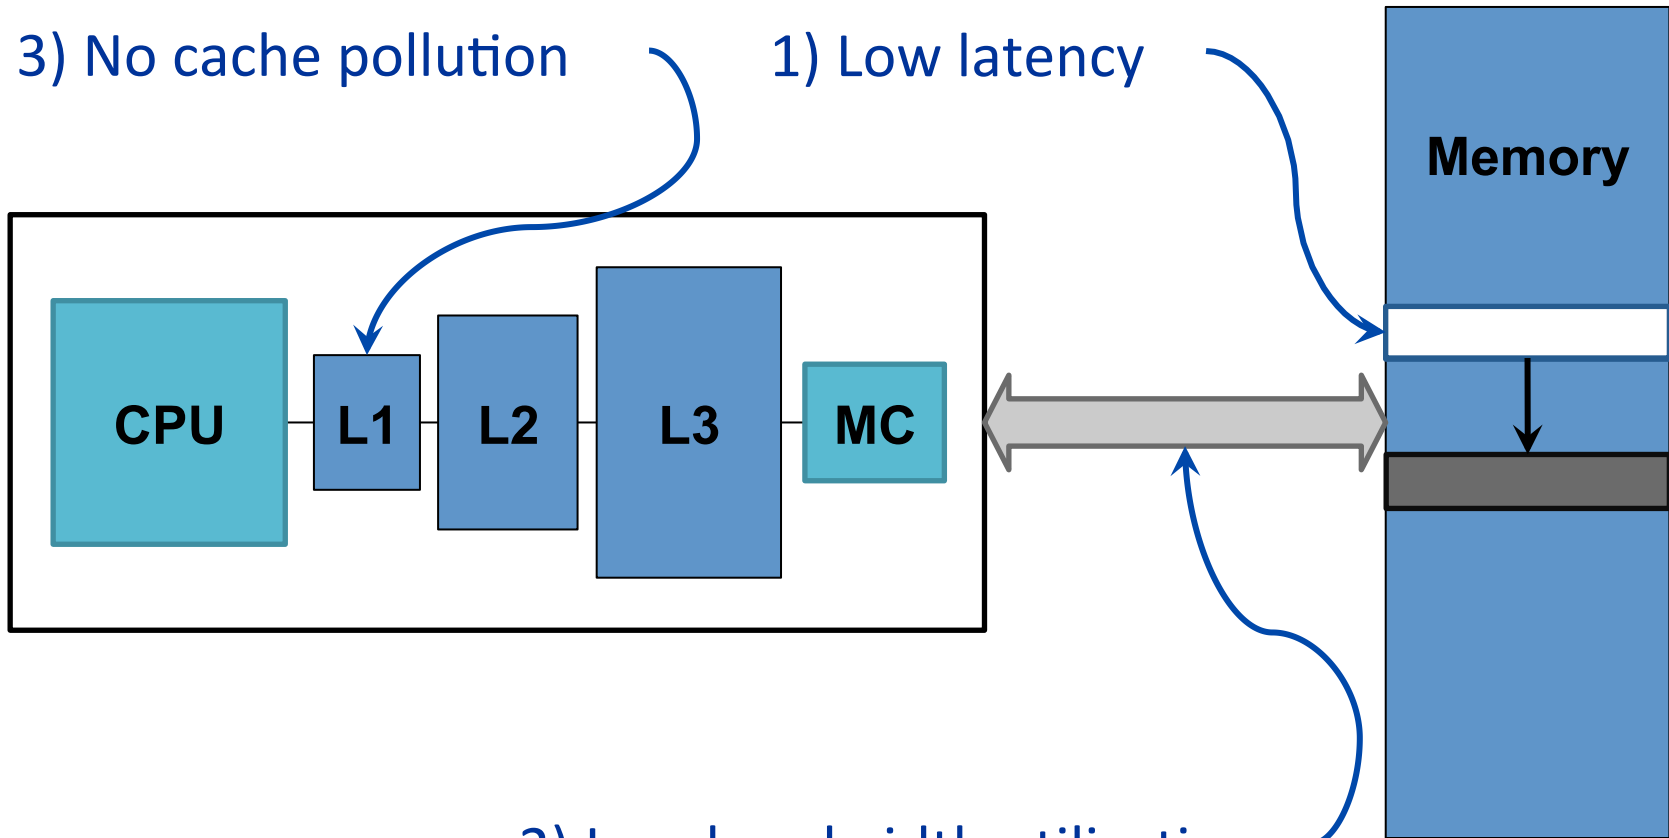 3) No cache pollution
1) Low latency
Memory
CPU
L1
L2
L3
MC